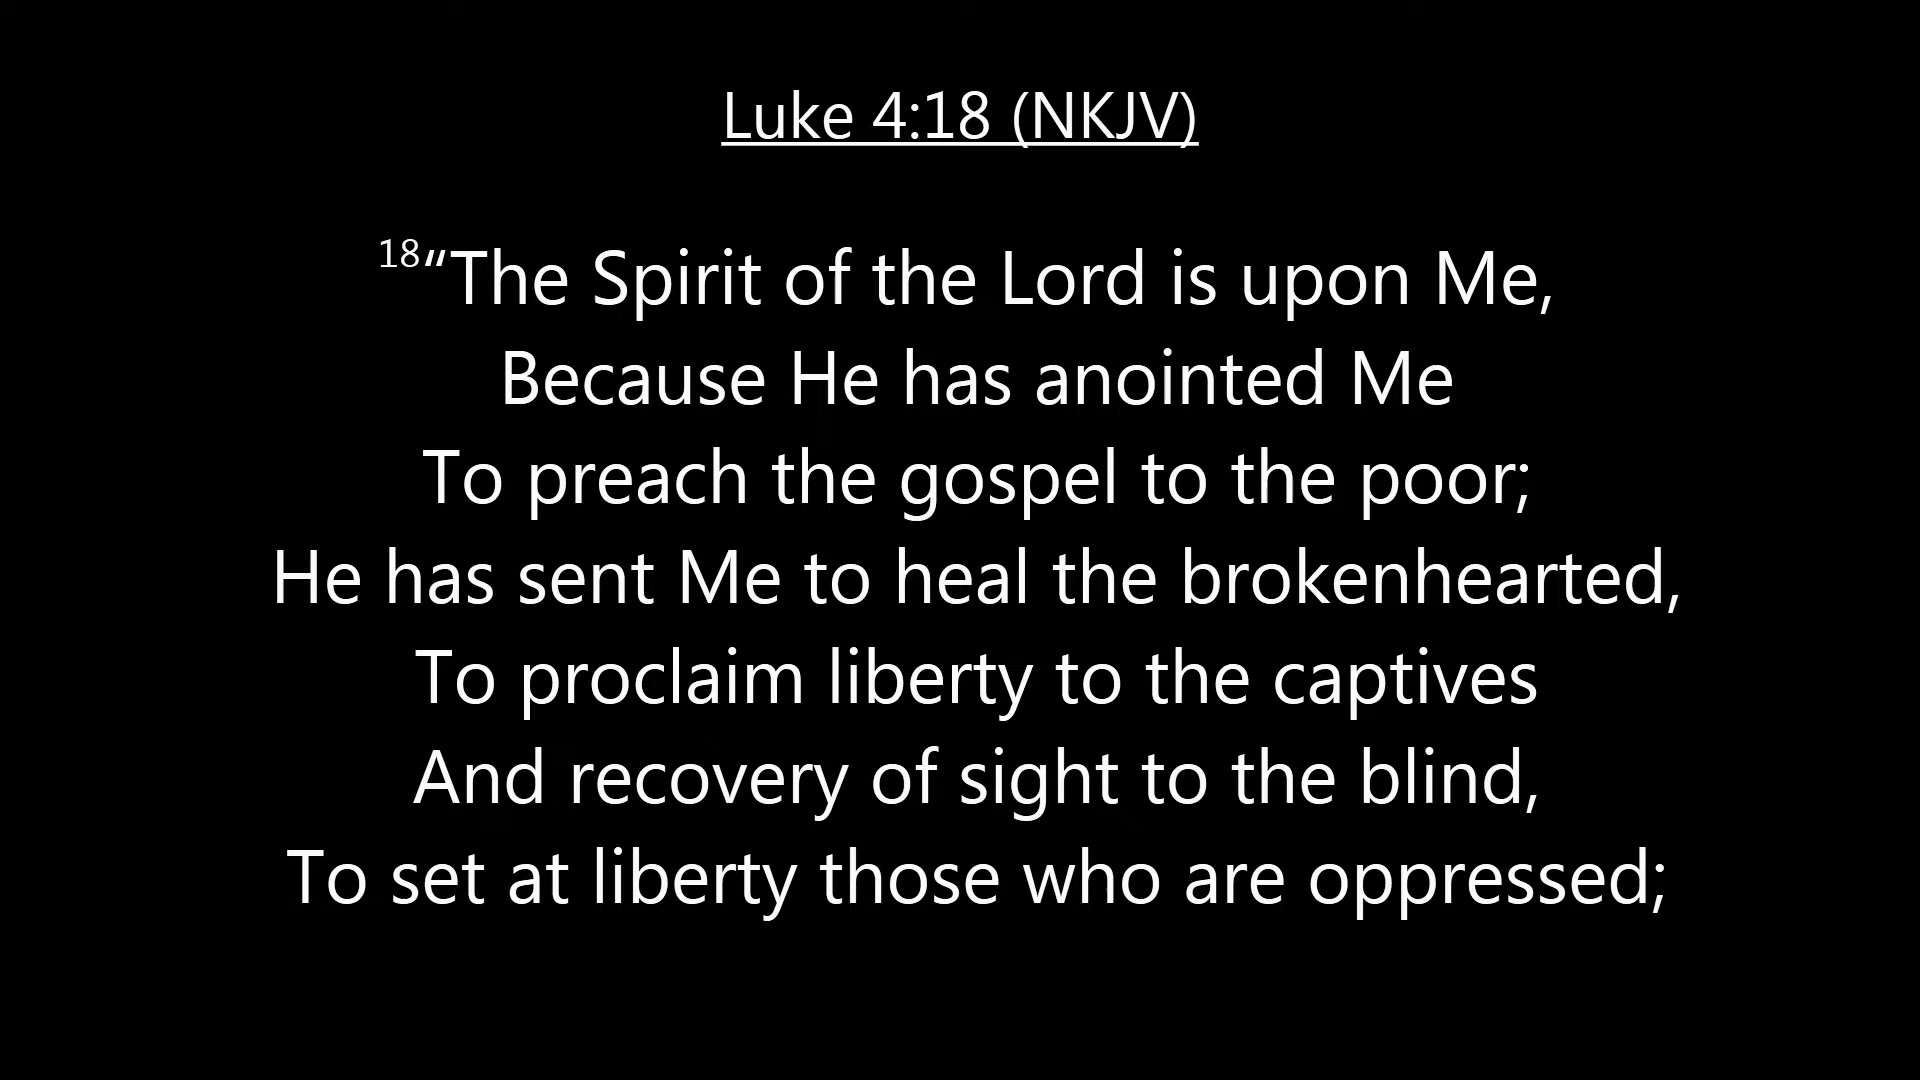 Luke 4:18 (NKJV)
18“The Spirit of the Lord is upon Me,
Because He has anointed Me
To preach the gospel to the poor;
He has sent Me to heal the brokenhearted,
To proclaim liberty to the captives
And recovery of sight to the blind,
To set at liberty those who are oppressed;